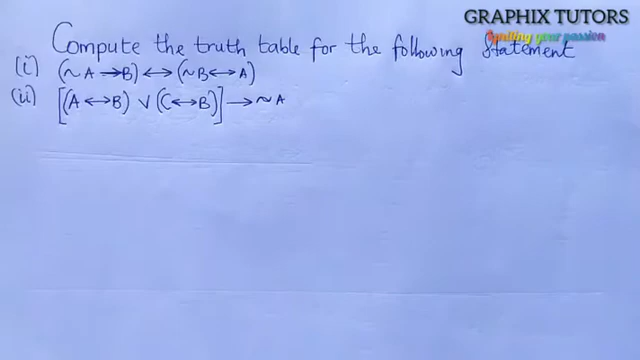 GRAPHIX TUTORS
Igniting your passion
Compute the truth table for the following statement
(i) (~A → B) ↔ (~B ↔ A)
(ii) [(A ↔ B) ∨ (C ↔ B)] → ~A